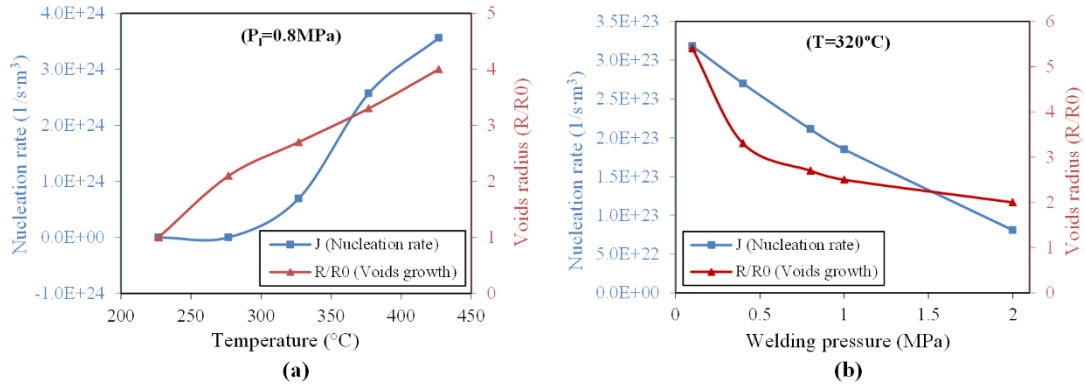 (Pl=0.8MPa)
Nucleation rate (1/s·m³)
4.0E+24
3.0E+24
2.0E+24
1.0E+24
0.0E+00
-1.0E+24
5
4
3
2
1
0
Voids radius (R/R0)
J (Nucleation rate)
R/R0 (Voids growth)
200 250 300 350 400 450
Temperature (°C)
(a)
(T=320°C)
Nucleation rate (1/s·m³)
3.5E+23
3.0E+23
2.5E+23
2.0E+23
1.5E+23
1.0E+23
5.0E+22
0.0E+00
6
5
4
3
2
1
0
Voids radius (R/R0)
J (Nucleation rate)
R/R0 (Voids growth)
0 0.5 1 1.5 2
Welding pressure (MPa)
(b)